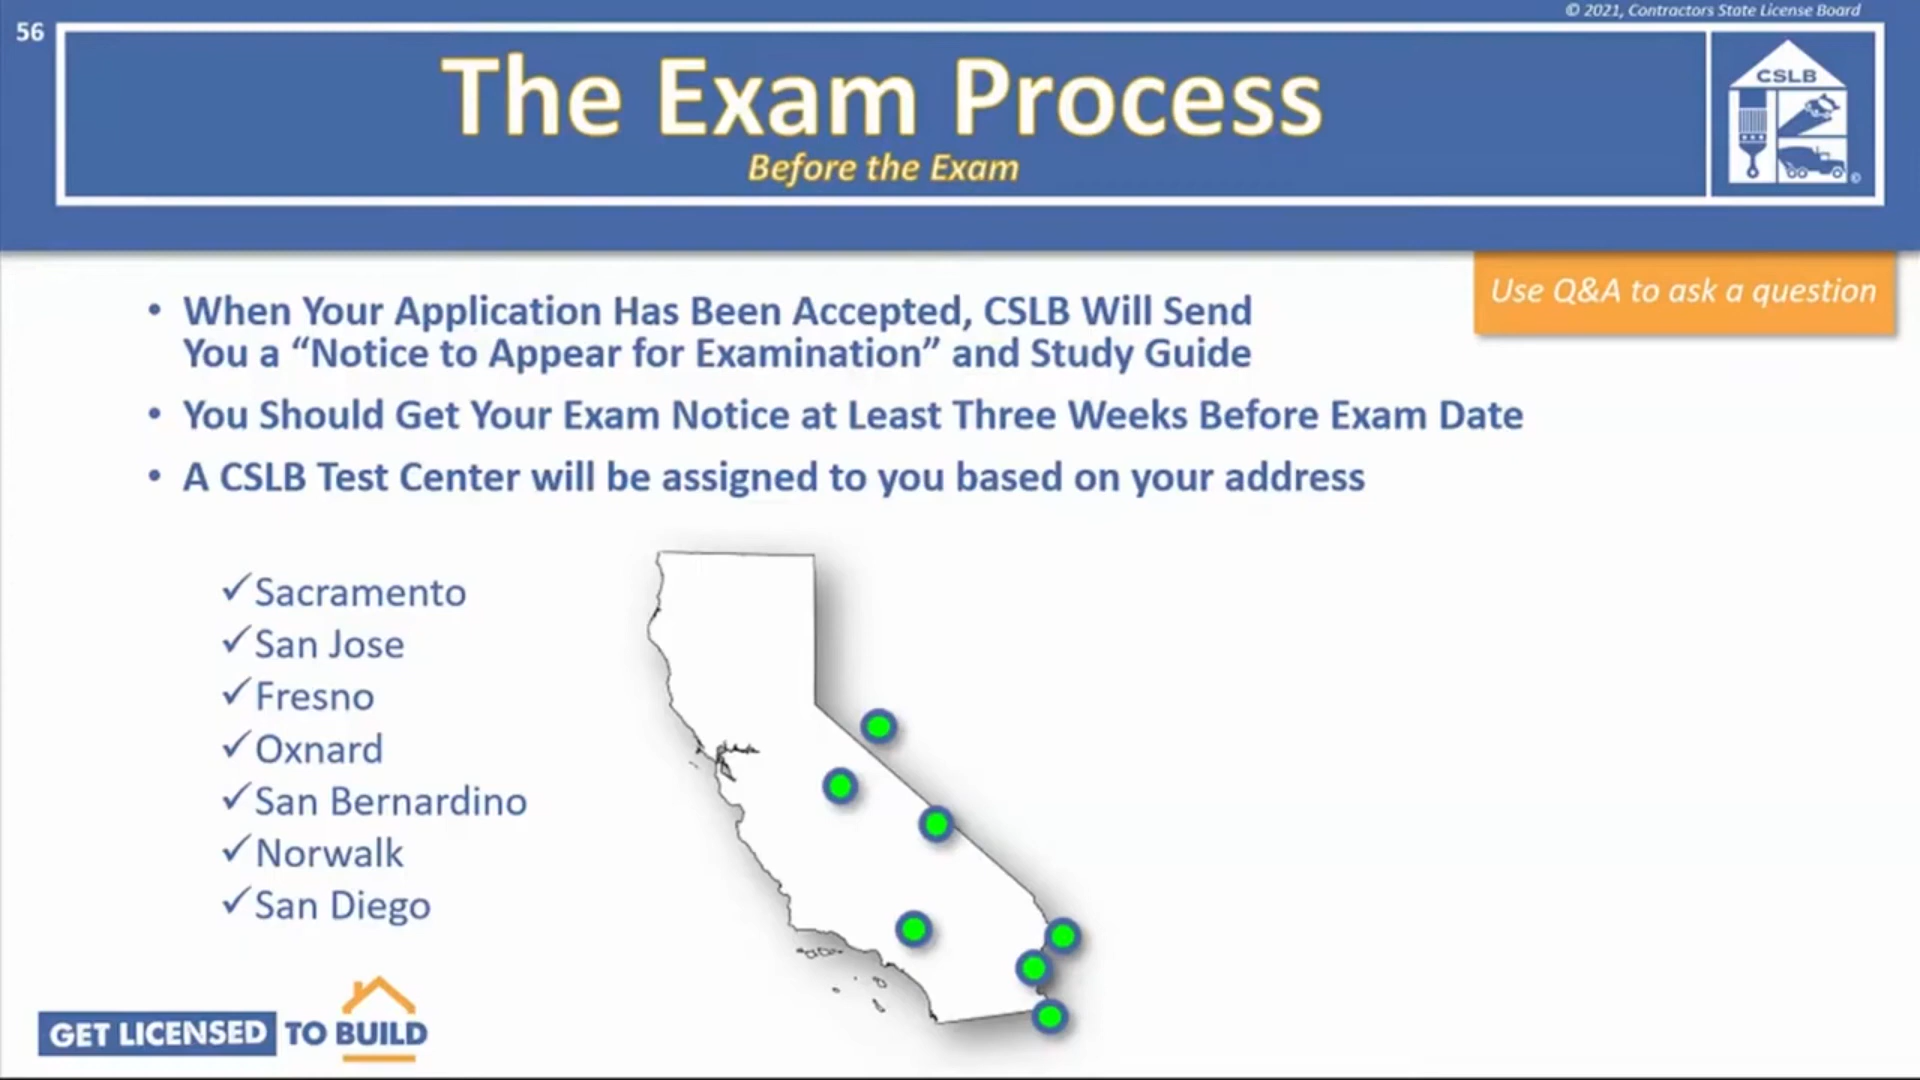 © 2021, Contractors State License Board
56
The Exam Process
Before the Exam
CSLB
©
Use Q&A to ask a question
• When Your Application Has Been Accepted, CSLB Will Send
You a “Notice to Appear for Examination” and Study Guide
• You Should Get Your Exam Notice at Least Three Weeks Before Exam Date
• A CSLB Test Center will be assigned to you based on your address
✓Sacramento
✓San Jose
✓Fresno
✓Oxnard
✓San Bernardino
✓Norwalk
✓San Diego
GET LICENSED TO BUILD